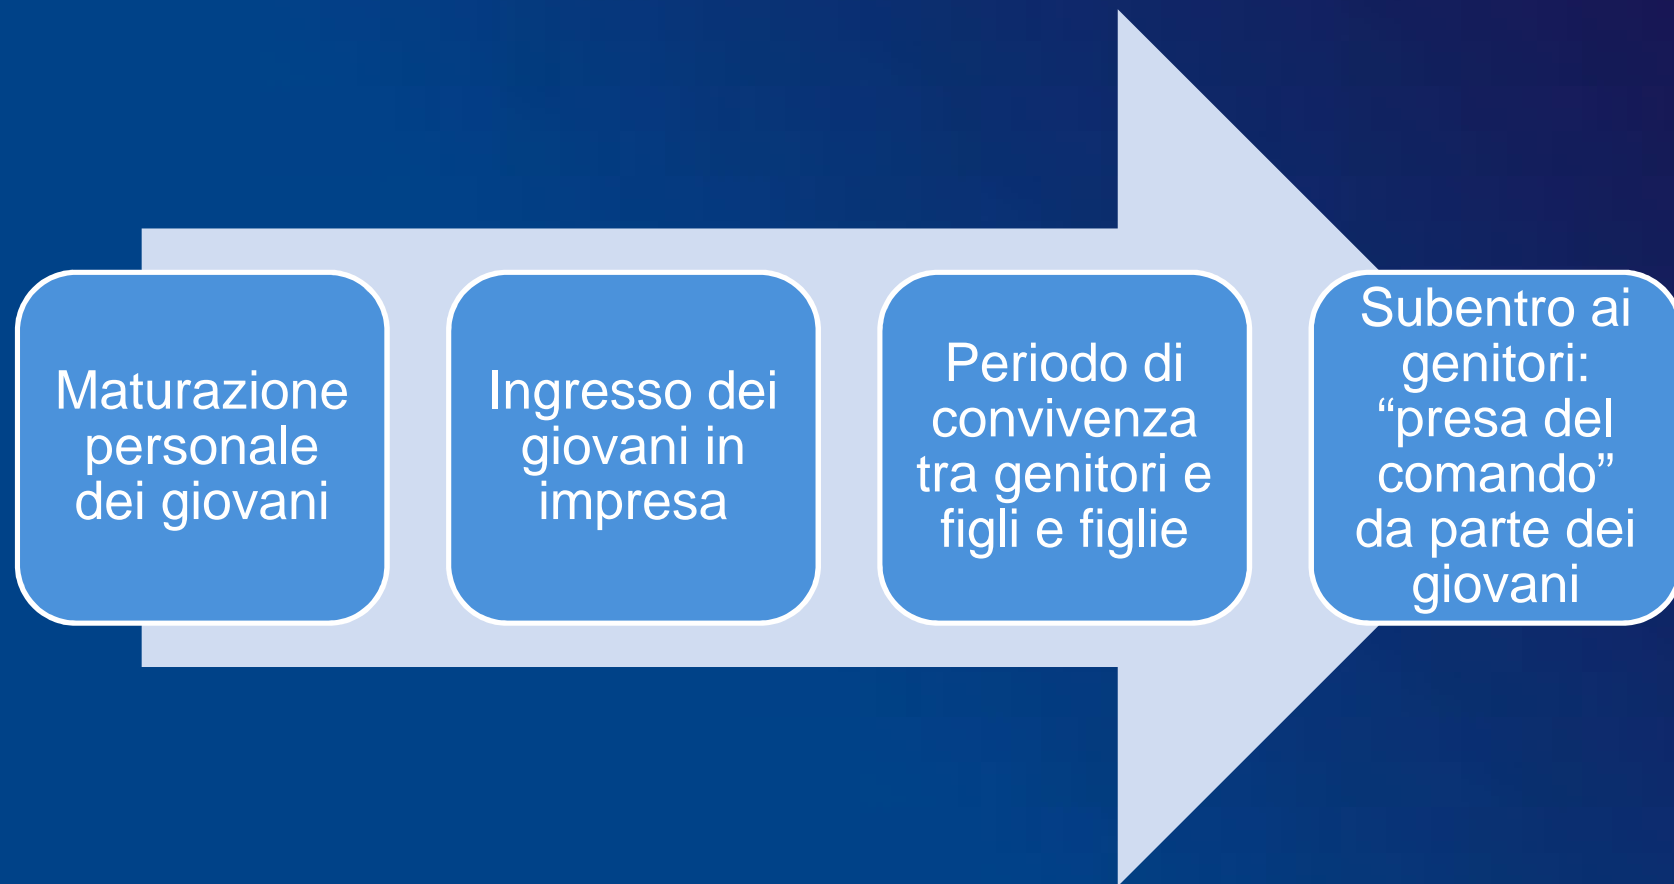 Maturazione
personale
dei giovani
Ingresso dei
giovani in
impresa
Periodo di
convivenza
tra genitori e
figli e figlie
Subentro ai
genitori:
“presa del
comando”
da parte dei
giovani